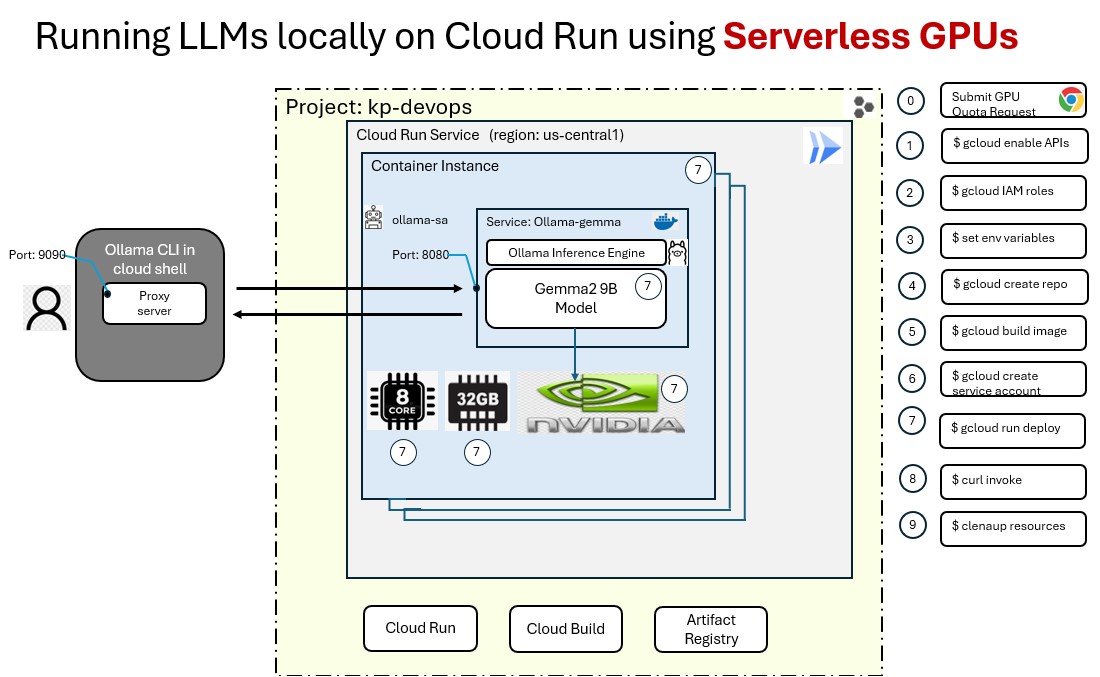 Running LLMs locally on Cloud Run using Serverless GPUs
Project: kp-devops
Cloud Run Service (region: us-central1)
Container Instance
7
ollama-sa
Service: Ollama-gemma
Port: 8080
Ollama Inference Engine
Gemma2 9B
Model
7
8
CORE
32GB
NVIDIA
7
7
7
Port: 9090
Ollama CLI in
cloud shell
Proxy
server
Cloud Run
Cloud Build
Artifact
Registry
0
Submit GPU
Quota Request
1
$ gcloud enable APIs
2
$ gcloud IAM roles
3
$ set env variables
4
$ gcloud create repo
5
$ gcloud build image
6
$ gcloud create
service account
7
$ gcloud run deploy
8
$ curl invoke
9
$ clenaup resources